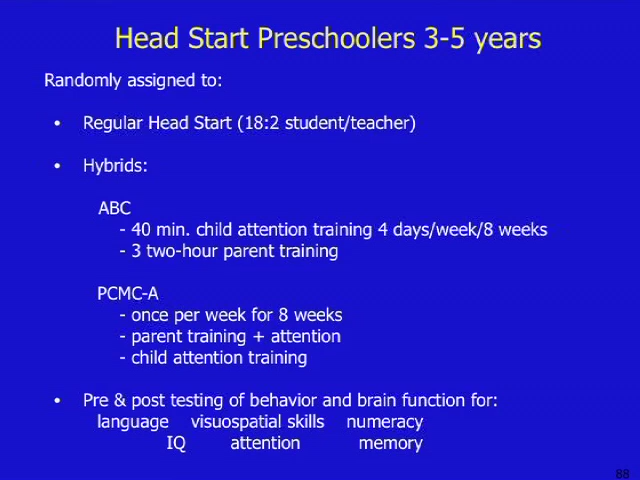 Head Start Preschoolers 3-5 years
Randomly assigned to:
• Regular Head Start (18:2 student/teacher)
• Hybrids:
ABC
- 40 min. child attention training 4 days/week/8 weeks
- 3 two-hour parent training
PCMC-A
- once per week for 8 weeks
- parent training + attention
- child attention training
• Pre & post testing of behavior and brain function for:
language visuospatial skills numeracy
IQ attention memory
88